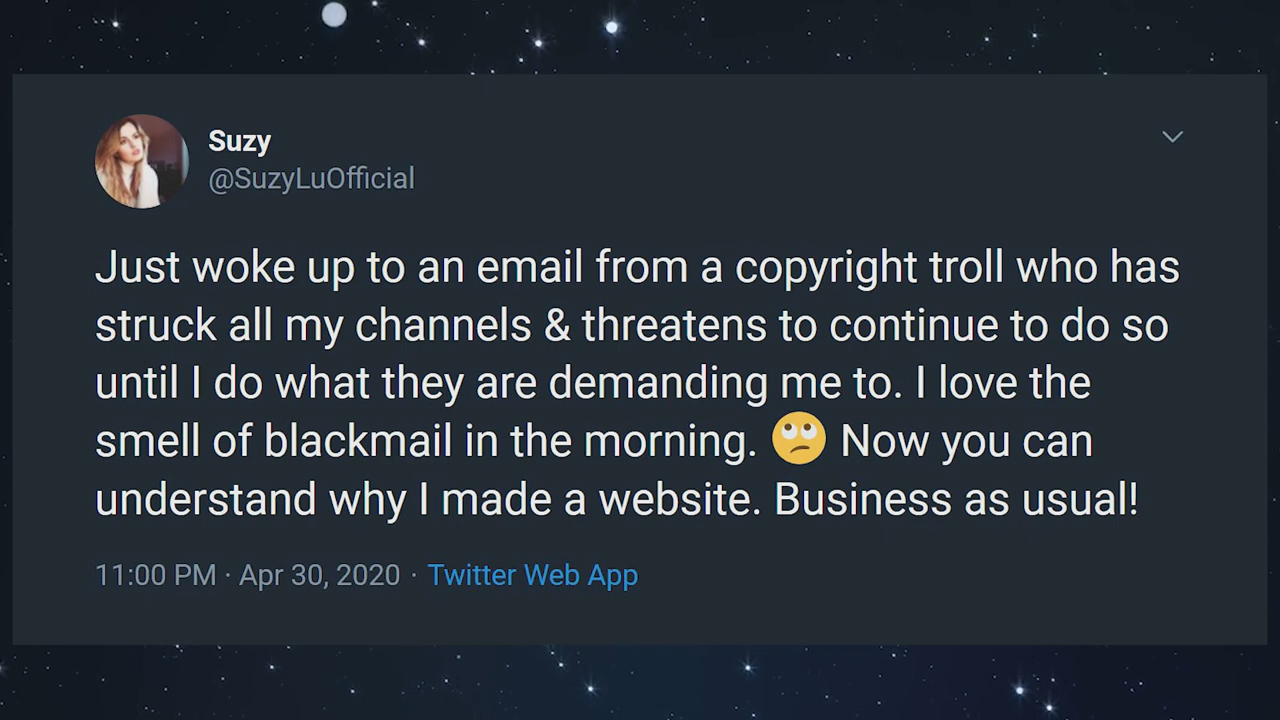 Suzy
@SuzyLuOfficial
Just woke up to an email from a copyright troll who has
struck all my channels & threatens to continue to do so
until I do what they are demanding me to. I love the
smell of blackmail in the morning. 🙄 Now you can
understand why I made a website. Business as usual!
11:00 PM · Apr 30, 2020 · Twitter Web App